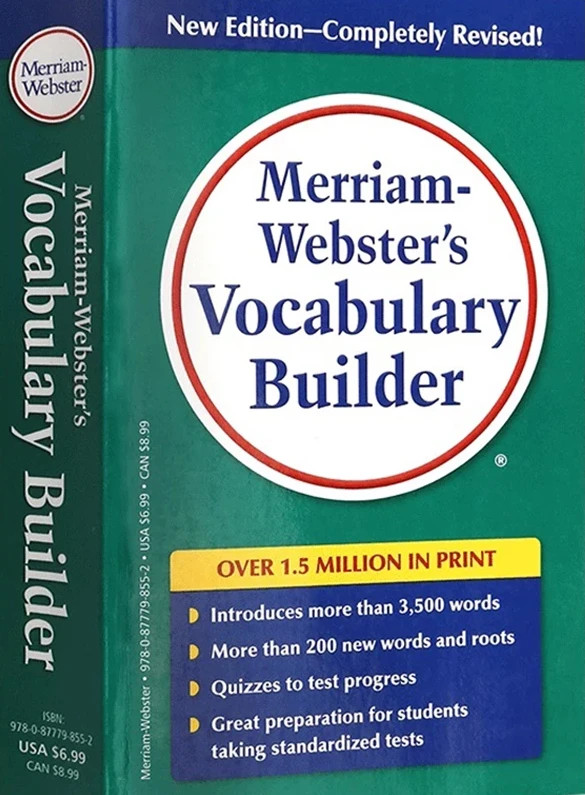 New Edition—Completely Revised!
Merriam-
Webster
Merriam-Webster's
Vocabulary Builder
ISBN:
978-0-87779-855-2
USA $6.99
CAN $8.99
Merriam-Webster • 978-0-87779-855-2 • USA $6.99 • CAN $8.99
Merriam-
Webster's
Vocabulary
Builder
®
OVER 1.5 MILLION IN PRINT
Introduces more than 3,500 words
More than 200 new words and roots
Quizzes to test progress
Great preparation for students
taking standardized tests